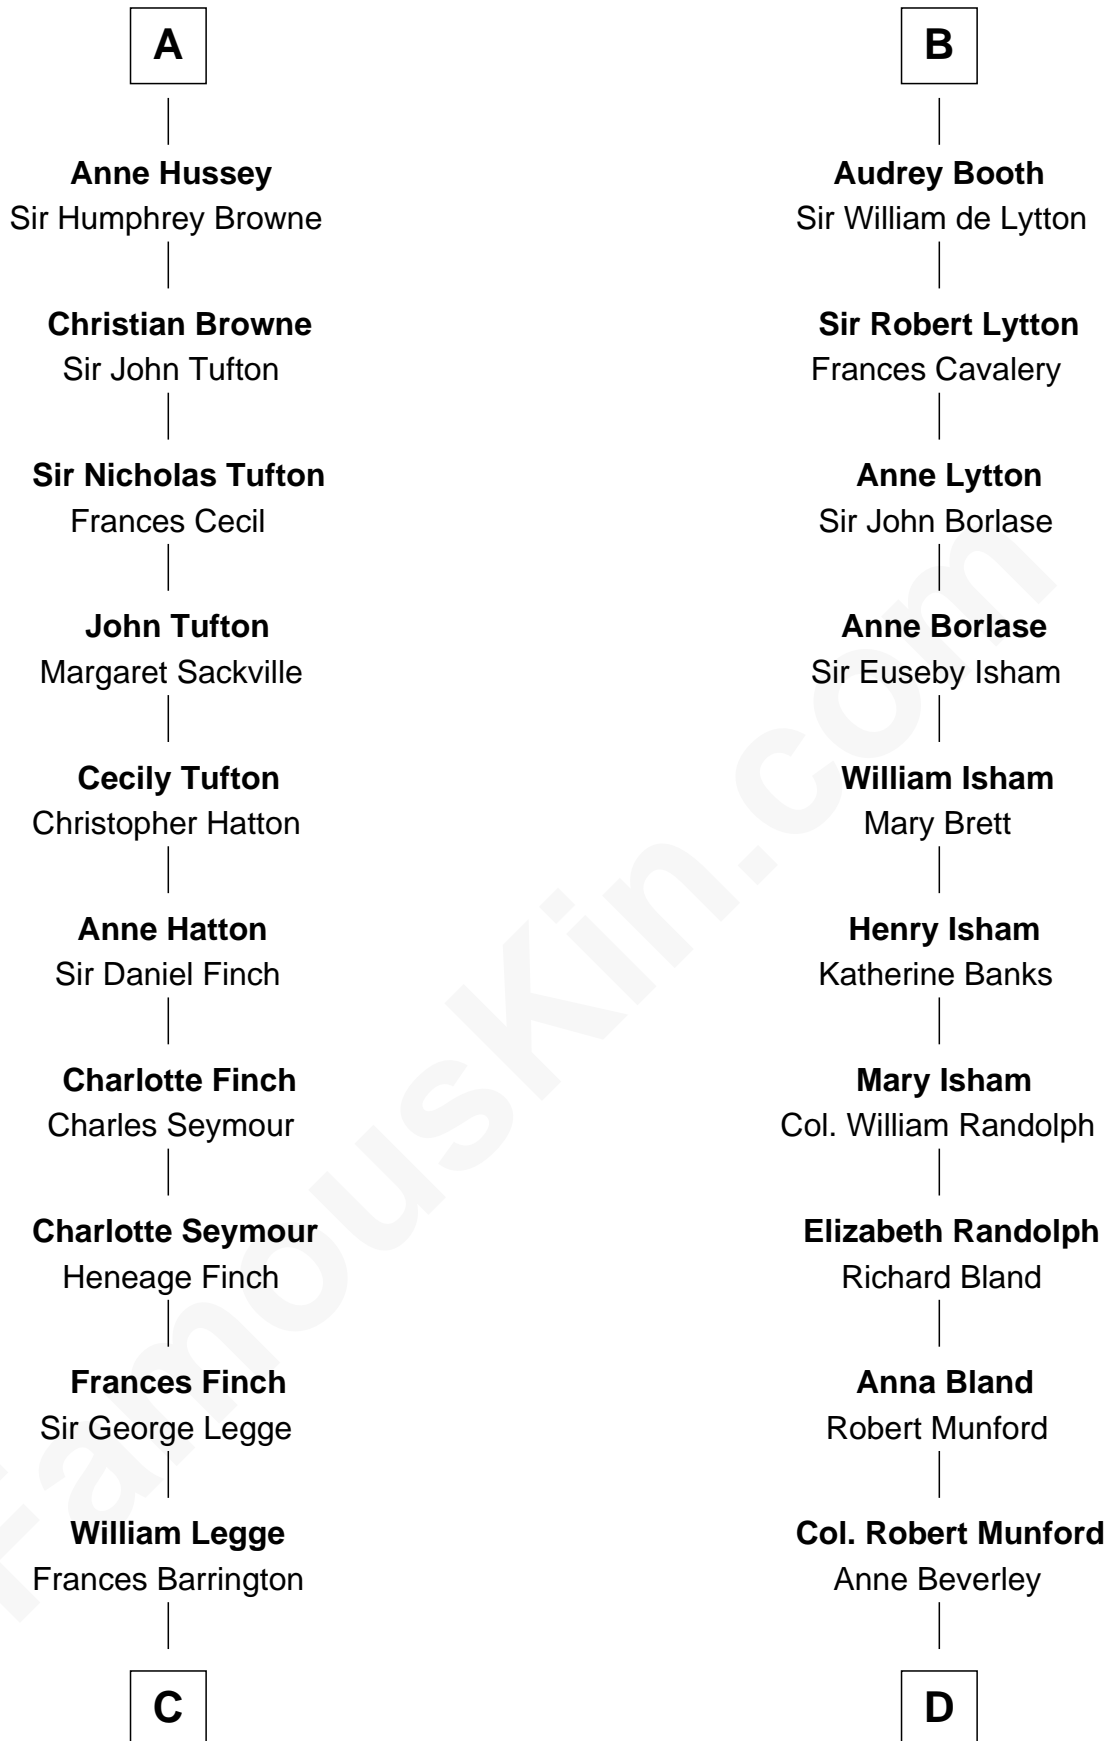 A
Anne Hussey
Sir Humphrey Browne
Christian Browne
Sir John Tufton
Sir Nicholas Tufton
Frances Cecil
John Tufton
Margaret Sackville
Cecily Tufton
Christopher Hatton
Anne Hatton
Sir Daniel Finch
Charlotte Finch
Charles Seymour
Charlotte Seymour
Heneage Finch
Frances Finch
Sir George Legge
William Legge
Frances Barrington
C
B
Audrey Booth
Sir William de Lytton
Sir Robert Lytton
Frances Cavalery
Anne Lytton
Sir John Borlase
Anne Borlase
Sir Euseby Isham
William Isham
Mary Brett
Henry Isham
Katherine Banks
Mary Isham
Col. William Randolph
Elizabeth Randolph
Richard Bland
Anna Bland
Robert Munford
Col. Robert Munford
Anne Beverley
D
FamousKin.com